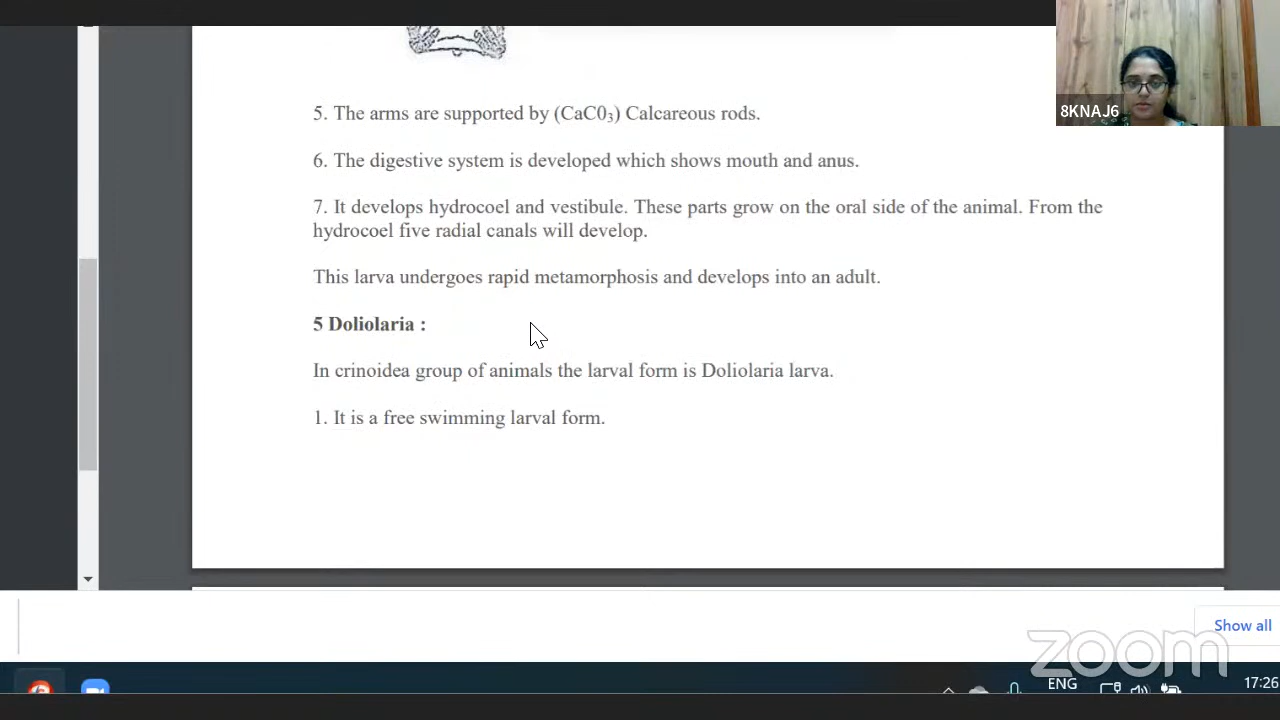 8KNAJ6
5. The arms are supported by (CaC0₃) Calcareous rods.
6. The digestive system is developed which shows mouth and anus.
7. It develops hydrocoel and vestibule. These parts grow on the oral side of the animal. From the
hydrocoel five radial canals will develop.
This larva undergoes rapid metamorphosis and develops into an adult.
5 Doliolaria :
In crinoidea group of animals the larval form is Doliolaria larva.
1. It is a free swimming larval form.
Show all
zoom
ENG
17:26